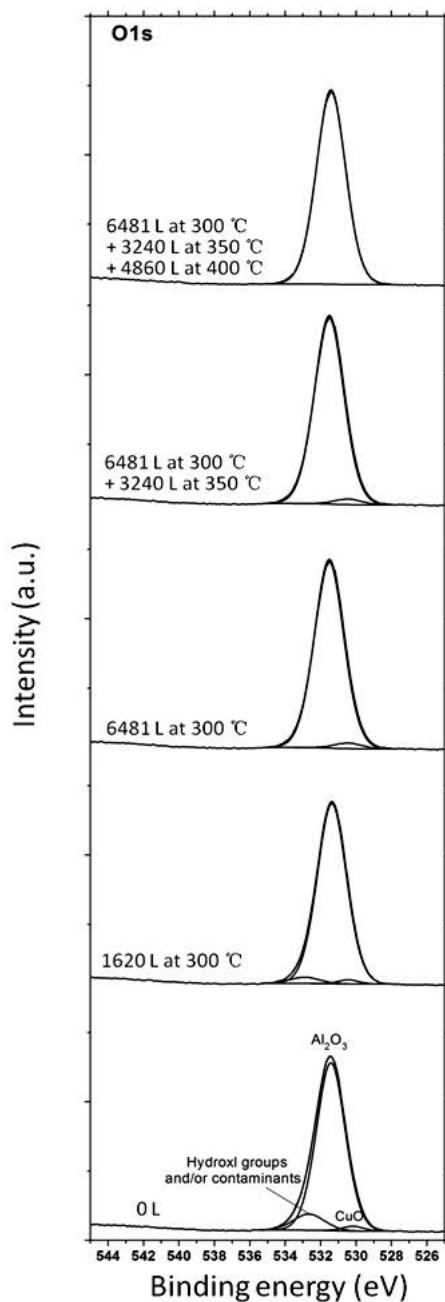 O1s
6481 L at 300 ℃
+ 3240 L at 350 ℃
+ 4860 L at 400 ℃
6481 L at 300 ℃
+ 3240 L at 350 ℃
6481 L at 300 ℃
1620 L at 300 ℃
Al₂O₃
Hydroxl groups
and/or contaminants
CuO
0 L
Intensity (a.u.)
544 542 540 538 536 534 532 530 528 526
Binding energy (eV)